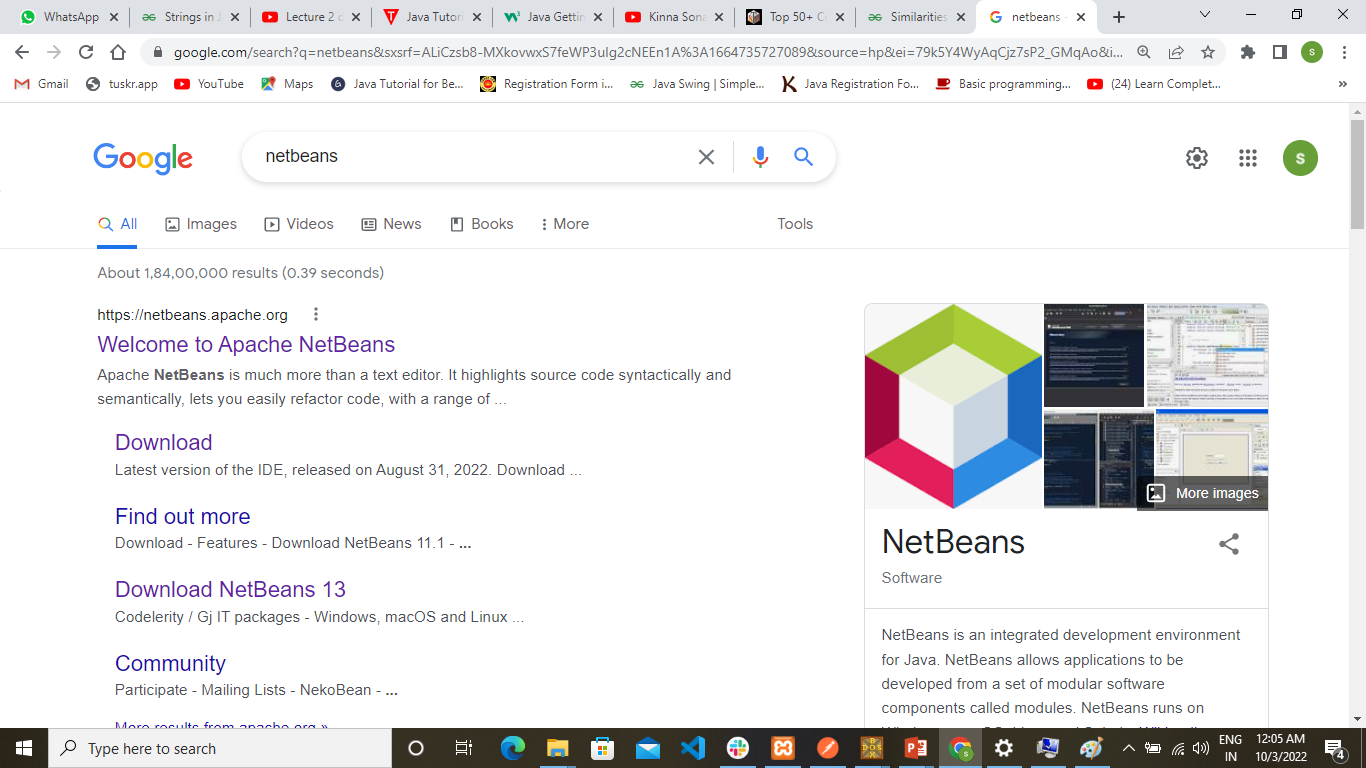 WhatsApp
Strings in J
Lecture 2 d
Java Tutori
Java Gettin
Kinna Sona
Top 50+ C
Similarities
netbeans -
google.com/search?q=netbeans&sxsrf=ALiCzsb8-MXkovwxS7feWP3uIg2cNEEn1A%3A1664735727089&source=hp&ei=79k5Y4WyAqCjz7sP2_GMqAo&i...
S
Gmail
tuskr.app
YouTube
Maps
Java Tutorial for Be...
Registration Form i...
Java Swing | Simple...
Java Registration Fo...
Basic programming...
(24) Learn Complet...
»
Google
netbeans
S
All
Images
Videos
News
Books
More
Tools
About 1,84,00,000 results (0.39 seconds)
https://netbeans.apache.org
Welcome to Apache NetBeans
Apache NetBeans is much more than a text editor. It highlights source code syntactically and
semantically, lets you easily refactor code, with a range of ...
Download
Latest version of the IDE, released on August 31, 2022. Download ...
Find out more
Download - Features - Download NetBeans 11.1 - ...
Download NetBeans 13
Codelerity / Gj IT packages - Windows, macOS and Linux ...
Community
Participate - Mailing Lists - NekoBean - ...
More results from apache.org »
More images
NetBeans
Software
NetBeans is an integrated development environment
for Java. NetBeans allows applications to be
developed from a set of modular software
components called modules. NetBeans runs on
Type here to search
ENG
IN
12:05 AM
10/3/2022
4